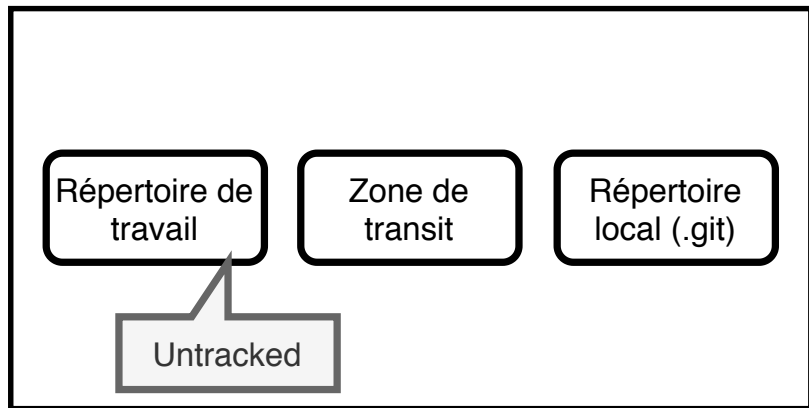 Répertoire de
travail
Zone de
transit
Répertoire
local (.git)
Untracked